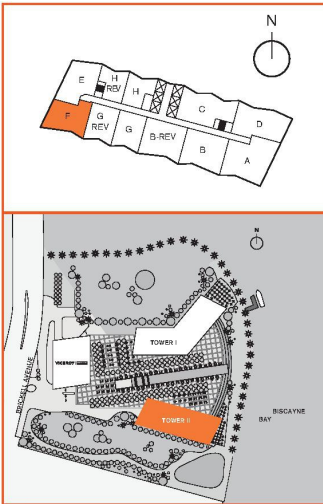 N
E
H
REV
H
C
D
F
G
REV
G
B-REV
B
A
N
TOWER I
VICEROY
BRICKELL AVENUE
BISCAYNE
BAY
TOWER II